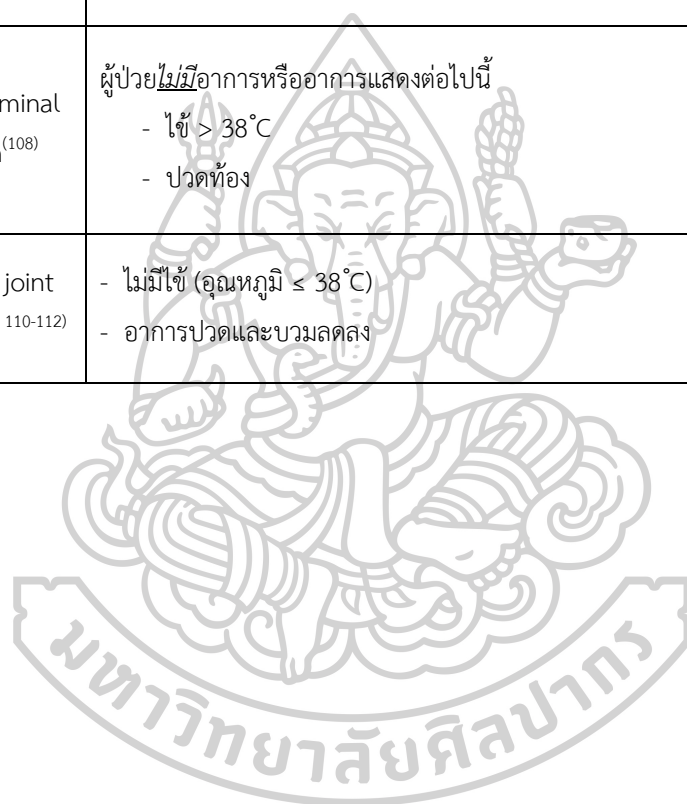 ผู้ป่วยไม่มีอาการหรืออาการแสดงต่อไปนี้
minal
(108)
- ไข้ > 38°C
- ปวดท้อง
joint
- ไม่มีไข้ (อุณหภูมิ ≤ 38°C)
110-112)
- อาการปวดและบวมลดลง
มหาวิทยาลัยศิลปากร